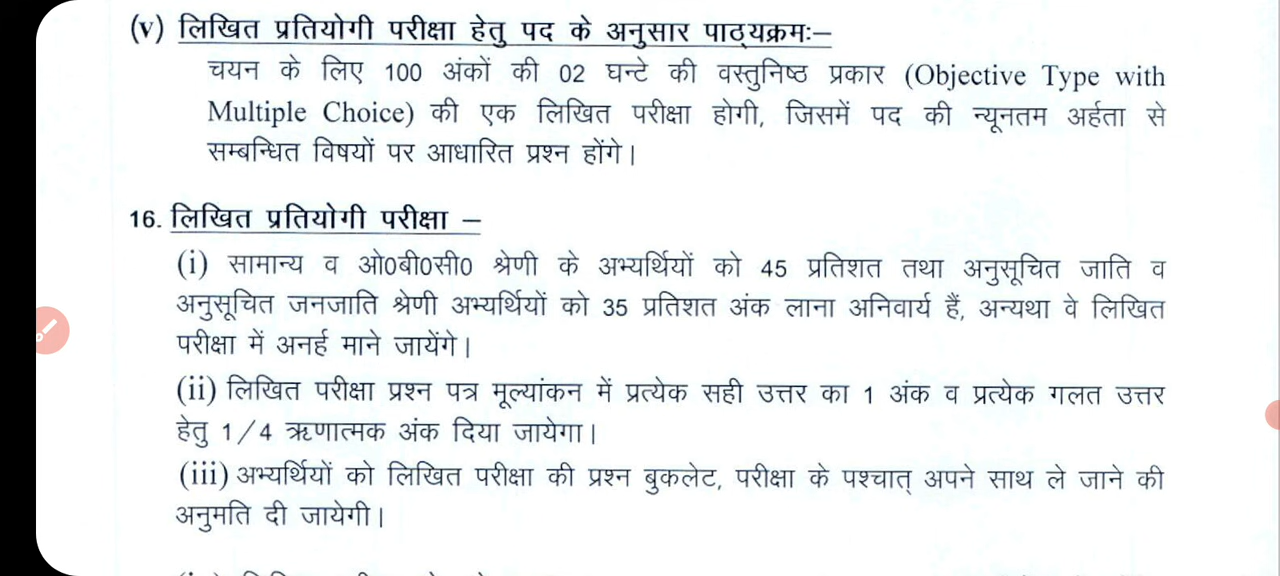 (v) लिखित प्रतियोगी परीक्षा हेतु पद के अनुसार पाठ्यक्रमः–
चयन के लिए 100 अंकों की 02 घन्टे की वस्तुनिष्ठ प्रकार (Objective Type with
Multiple Choice) की एक लिखित परीक्षा होगी, जिसमें पद की न्यूनतम अर्हता से
सम्बन्धित विषयों पर आधारित प्रश्न होंगे।
16. लिखित प्रतियोगी परीक्षा –
(i) सामान्य व ओ0बी0सी0 श्रेणी के अभ्यर्थियों को 45 प्रतिशत तथा अनुसूचित जाति व
अनुसूचित जनजाति श्रेणी अभ्यर्थियों को 35 प्रतिशत अंक लाना अनिवार्य हैं, अन्यथा वे लिखित
परीक्षा में अनर्ह माने जायेंगे।
(ii) लिखित परीक्षा प्रश्न पत्र मूल्यांकन में प्रत्येक सही उत्तर का 1 अंक व प्रत्येक गलत उत्तर
हेतु 1/4 ऋणात्मक अंक दिया जायेगा।
(iii) अभ्यर्थियों को लिखित परीक्षा की प्रश्न बुकलेट, परीक्षा के पश्चात् अपने साथ ले जाने की
अनुमति दी जायेगी।